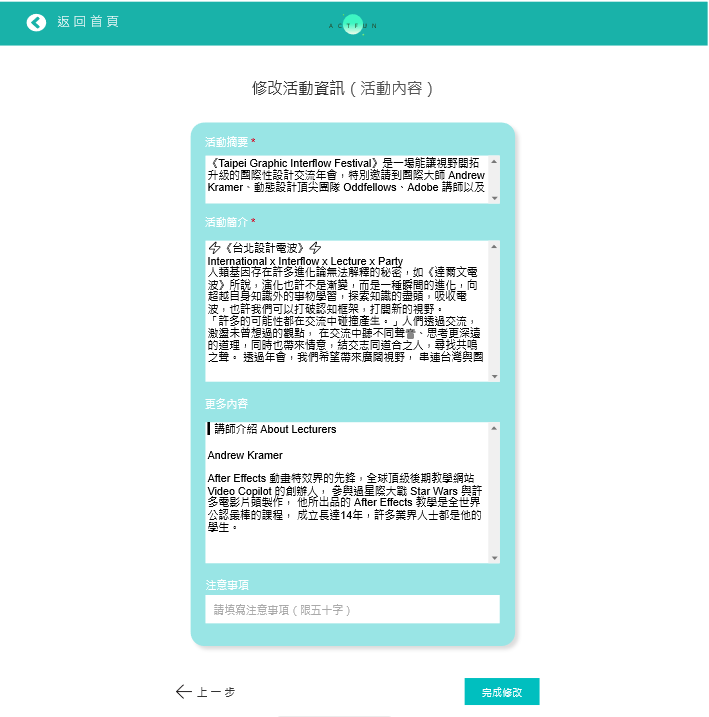 返回首頁
ACTFUN
修改活動資訊(活動內容)
活動摘要 *
《Taipei Graphic Interflow Festival》是一場能讓視野開拓
升級的國際性設計交流年會,特別邀請到國際大師 Andrew
Kramer、動態設計頂尖團隊 Oddfellows、Adobe 講師以及
活動簡介 *
⚡《台北設計電波》⚡
International x Interflow x Lecture x Party
人類基因存在許多進化論無法解釋的秘密,如《達爾文電
波》所說,演化也許不是漸變,而是一種瞬間的進化,向
超越自身知識外的事物學習,探索知識的盡頭,吸收電
波,也許我們可以打破認知框架,打開新的視野。
「許多的可能性都在交流中碰撞產生。」人們透過交流,
激盪未曾想過的觀點, 在交流中聽不同聲音、思考更深遠
的道理,同時也帶來情意,結交志同道合之人,尋找共鳴
之聲。 透過年會,我們希望帶來廣闊視野, 串連台灣與國
更多內容
▌講師介紹 About Lecturers
Andrew Kramer
After Effects 動畫特效界的先鋒,全球頂級後期教學網站
Video Copilot 的創辦人, 參與過星際大戰 Star Wars 與許
多電影片頭製作, 他所出品的 After Effects 教學是全世界
公認最棒的課程, 成立長達14年,許多業界人士都是他的
學生。
注意事項
請填寫注意事項(限五十字)
上一步
完成修改